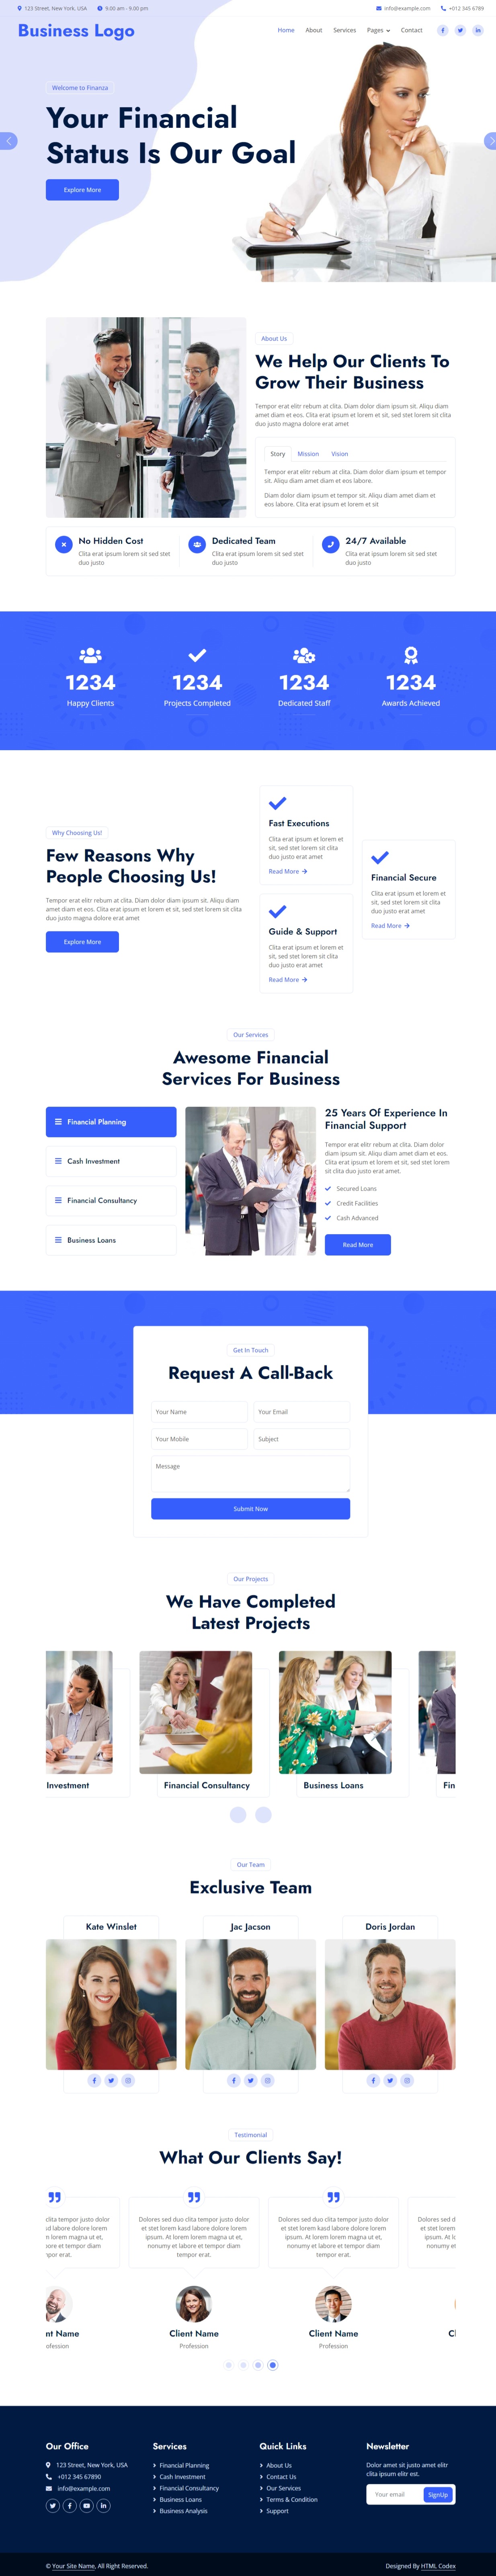 123 Street, New York, USA 9.00 am - 9.00 pm info@example.com +012 345 6789
Business Logo
Home About Services Pages Contact
Welcome to Finanza
Your Financial
Status Is Our Goal
Explore More
About Us
We Help Our Clients To
Grow Their Business
Tempor erat elitr rebum at clita. Diam dolor diam ipsum sit. Aliqu diam
amet diam et eos. Clita erat ipsum et lorem et sit, sed stet lorem sit clita
duo justo magna dolore erat amet
Story Mission Vision
Tempor erat elitr rebum at clita. Diam dolor diam ipsum et tempor
sit. Aliqu diam amet diam et eos labore.
Diam dolor diam ipsum et tempor sit. Aliqu diam amet diam et
eos labore. Clita erat ipsum et lorem et sit
No Hidden Cost
Clita erat ipsum lorem sit sed stet
duo justo
Dedicated Team
Clita erat ipsum lorem sit sed stet
duo justo
24/7 Available
Clita erat ipsum lorem sit sed stet
duo justo
1234 1234 1234 1234
Happy Clients Projects Completed Dedicated Staff Awards Achieved
Why Choosing Us!
Few Reasons Why
People Choosing Us!
Tempor erat elitr rebum at clita. Diam dolor diam ipsum sit. Aliqu diam
amet diam et eos. Clita erat ipsum et lorem et sit, sed stet lorem sit clita
duo justo magna dolore erat amet
Explore More
Fast Executions
Clita erat ipsum et lorem et
sit, sed stet lorem sit clita
duo justo erat amet
Read More
Guide & Support
Clita erat ipsum et lorem et
sit, sed stet lorem sit clita
duo justo erat amet
Read More
Financial Secure
Clita erat ipsum et lorem et
sit, sed stet lorem sit clita
duo justo erat amet
Read More
Our Services
Awesome Financial
Services For Business
Financial Planning
Cash Investment
Financial Consultancy
Business Loans
25 Years Of Experience In
Financial Support
Tempor erat elitr rebum at clita. Diam dolor
diam ipsum sit. Aliqu diam amet diam et eos.
Clita erat ipsum et lorem et sit, sed stet lorem
sit clita duo justo erat amet.
Secured Loans
Credit Facilities
Cash Advanced
Read More
Get In Touch
Request A Call-Back
Your Name Your Email
Your Mobile Subject
Message
Submit Now
Our Projects
We Have Completed
Latest Projects
Investment Financial Consultancy Business Loans Fin
Our Team
Exclusive Team
Kate Winslet Jac Jacson Doris Jordan
Testimonial
What Our Clients Say!
clita tempor justo dolor
sd labore dolore lorem
n lorem magna ut et,
ore et tempor diam
por erat.
nt Name
ofession
Dolores sed duo clita tempor justo dolor
et stet lorem kasd labore dolore lorem
ipsum. At lorem lorem magna ut et,
nonumy et labore et tempor diam
tempor erat.
Client Name
Profession
Dolores sed duo clita tempor justo dolor
et stet lorem kasd labore dolore lorem
ipsum. At lorem lorem magna ut et,
nonumy et labore et tempor diam
tempor erat.
Client Name
Profession
Dolores sed d
et stet lorem
ipsum. At lo
nonumy et
Cl
Our Office
123 Street, New York, USA
+012 345 67890
info@example.com
Services
Financial Planning
Cash Investment
Financial Consultancy
Business Loans
Business Analysis
Quick Links
About Us
Contact Us
Our Services
Terms & Condition
Support
Newsletter
Dolor amet sit justo amet elitr
clita ipsum elitr est.
Your email SignUp
© Your Site Name, All Right Reserved. Designed By HTML Codex